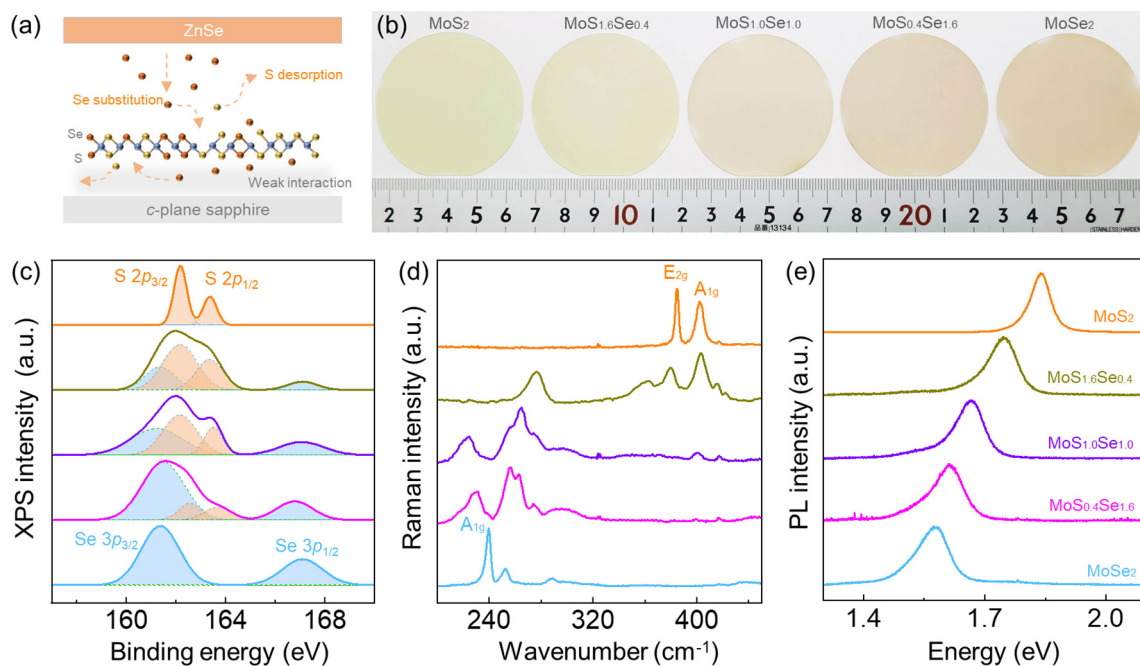 (a)
ZnSe
S desorption
Se substitution
Se
S
Weak interaction
c-plane sapphire
(b)
MoS₂ MoS₁.₆Se₀.₄ MoS₁.₀Se₁.₀ MoS₀.₄Se₁.₆ MoSe₂
2 3 4 5 6 7 8 9 10 1 2 3 4 5 6 7 8 9 20 1 2 3 4 5 6 7
品番:13134
STAINLESS HARDEN
(c)
S 2p₃/₂ S 2p₁/₂
Se 3p₃/₂ Se 3p₁/₂
XPS intensity (a.u.)
160 164 168
Binding energy (eV)
(d)
E₂g
A₁g
A₁g
Raman intensity (a.u.)
240 320 400
Wavenumber (cm⁻¹)
(e)
MoS₂
MoS₁.₆Se₀.₄
MoS₁.₀Se₁.₀
MoS₀.₄Se₁.₆
MoSe₂
PL intensity (a.u.)
1.4 1.7 2.0
Energy (eV)